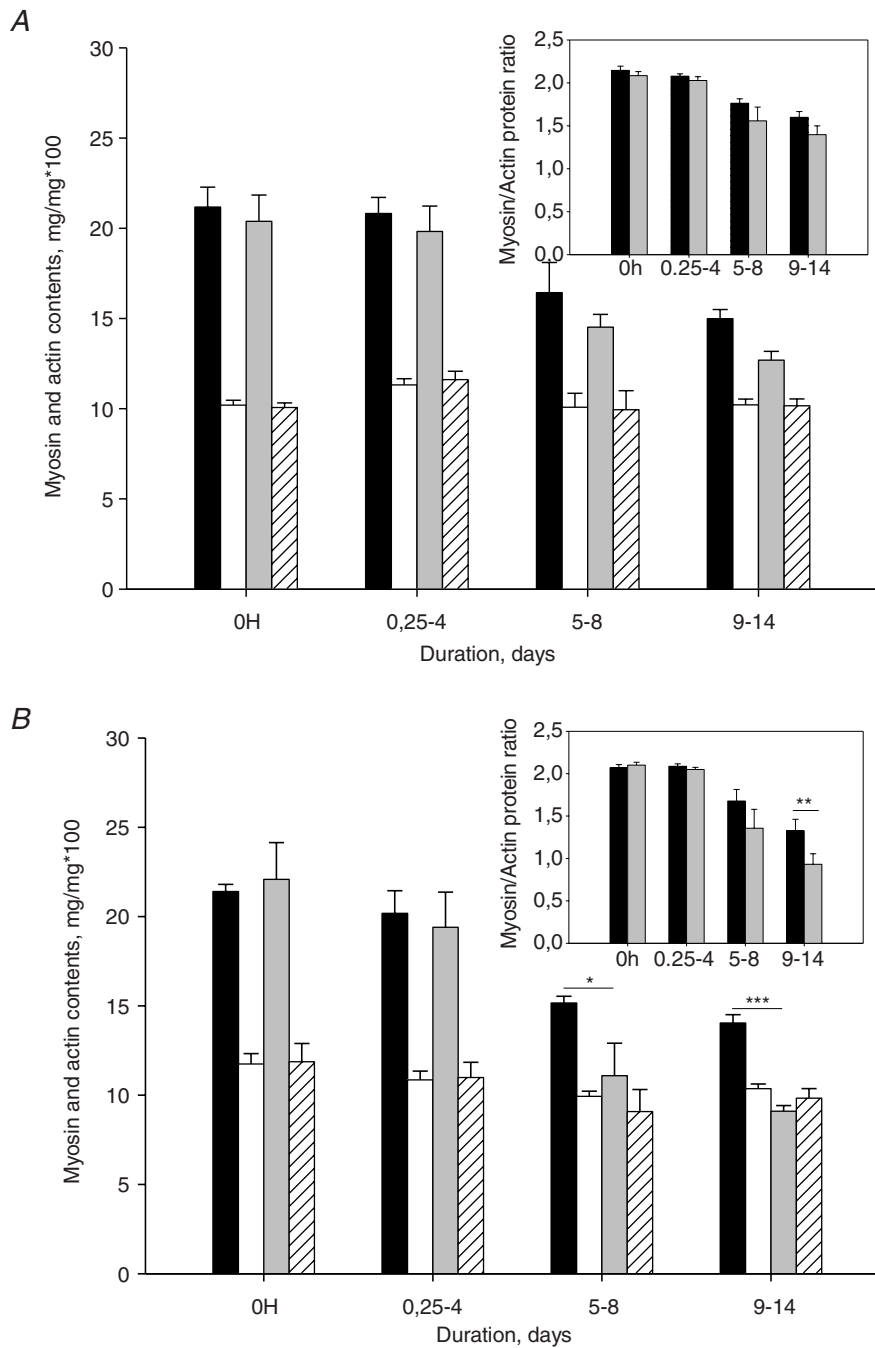 A
Myosin and actin contents, mg/mg*100
30
25
20
15
10
5
0
0H 0,25-4 5-8 9-14
Duration, days
Myosin/Actin protein ratio
2,5
2,0
1,5
1,0
0,5
0,0
0h 0.25-4 5-8 9-14
B
Myosin and actin contents, mg/mg*100
30
25
20
15
10
5
0
* ***
0H 0,25-4 5-8 9-14
Duration, days
Myosin/Actin protein ratio
2,5
2,0
1,5
1,0
0,5
0,0
**
0h 0.25-4 5-8 9-14